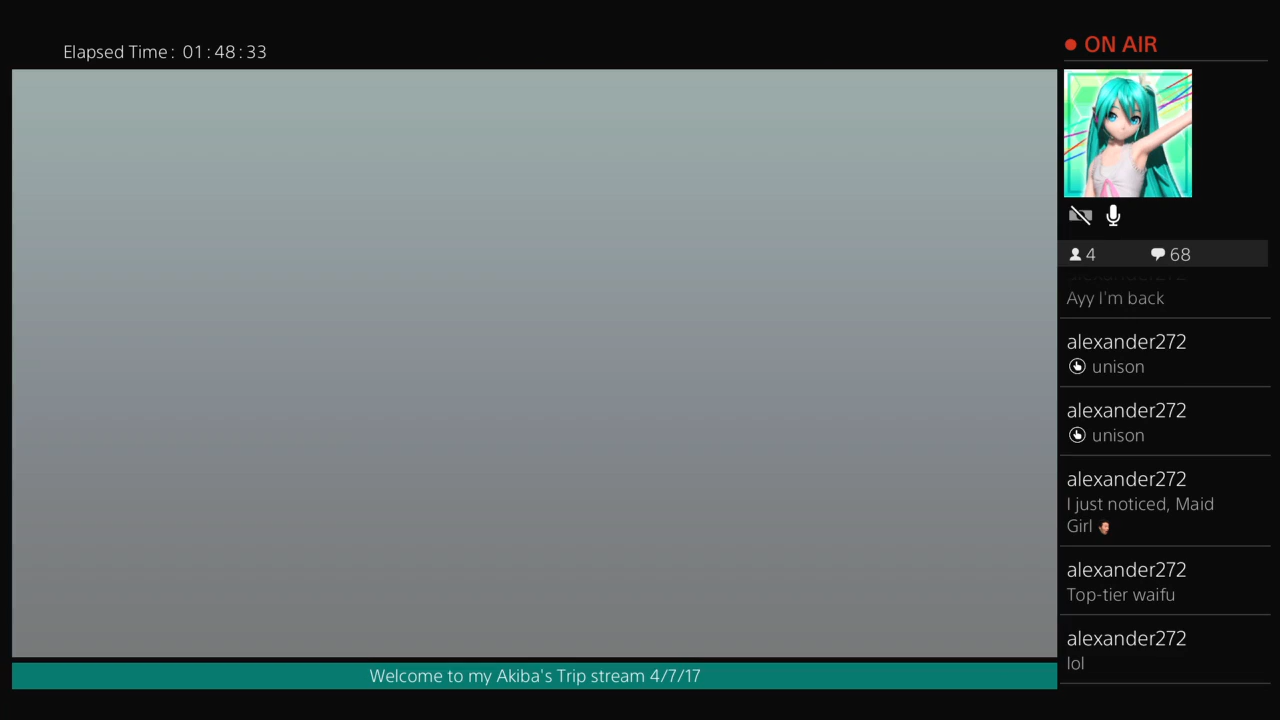 Elapsed Time: 01:48:33
ON AIR
4 68
Ayy I'm back
alexander272
unison
alexander272
unison
alexander272
I just noticed, Maid
Girl
alexander272
Top-tier waifu
alexander272
lol
Welcome to my Akiba's Trip stream 4/7/17